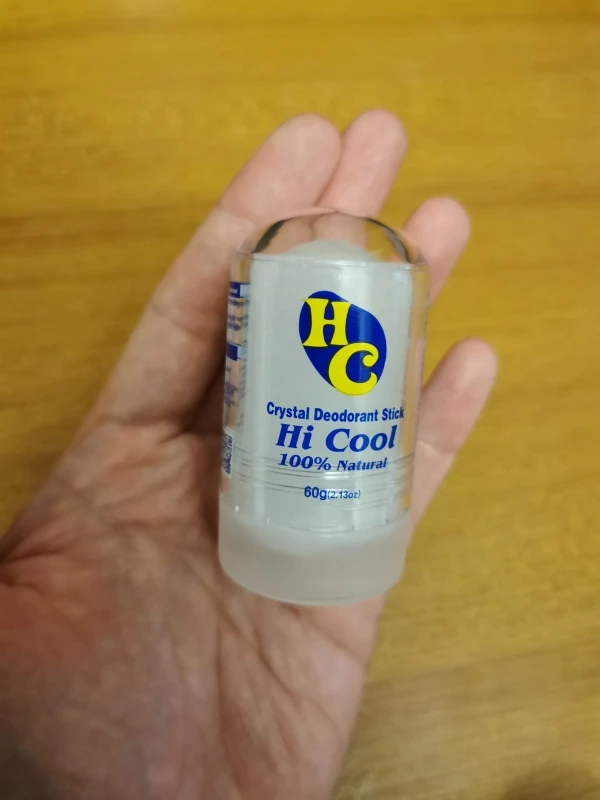 HC
Crystal Deodorant Stick
Hi Cool
100% Natural
60g(2.13oz)